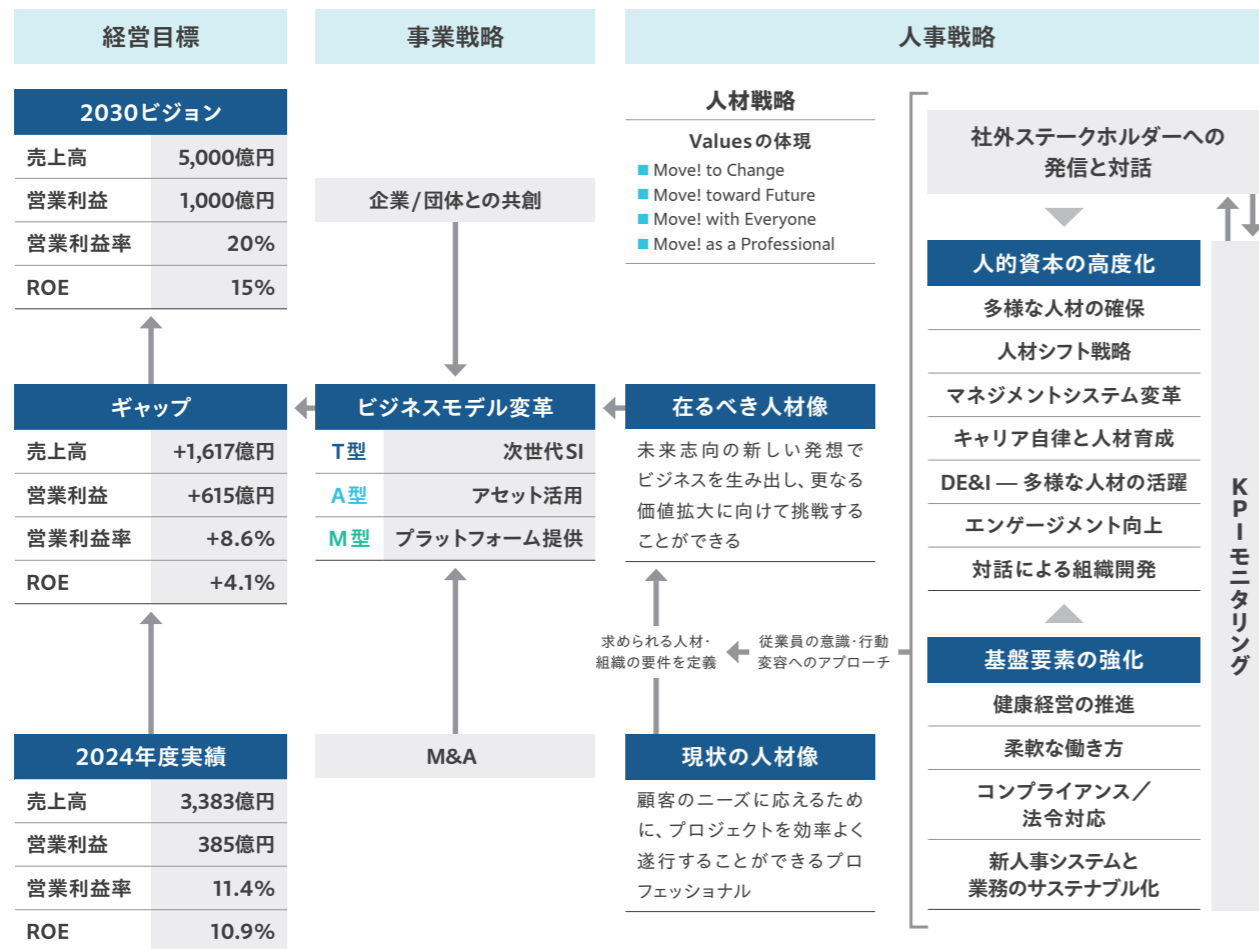 経営目標
事業戦略
人事戦略
2030ビジョン
売上高 5,000億円
営業利益 1,000億円
営業利益率 20%
ROE 15%
ギャップ
売上高 +1,617億円
営業利益 +615億円
営業利益率 +8.6%
ROE +4.1%
2024年度実績
売上高 3,383億円
営業利益 385億円
営業利益率 11.4%
ROE 10.9%
企業/団体との共創
ビジネスモデル変革
T型 次世代SI
A型 アセット活用
M型 プラットフォーム提供
M&A
人材戦略
Valuesの体現
Move! to Change
Move! toward Future
Move! with Everyone
Move! as a Professional
在るべき人材像
未来志向の新しい発想で
ビジネスを生み出し、更なる
価値拡大に向けて挑戦する
ことができる
求められる人材・
組織の要件を定義
従業員の意識・行動
変容へのアプローチ
現状の人材像
顧客のニーズに応えるため
に、プロジェクトを効率よく
遂行することができるプロ
フェッショナル
社外ステークホルダーへの
発信と対話
人的資本の高度化
多様な人材の確保
人材シフト戦略
マネジメントシステム変革
キャリア自律と人材育成
DE&I — 多様な人材の活躍
エンゲージメント向上
対話による組織開発
基盤要素の強化
健康経営の推進
柔軟な働き方
コンプライアンス／
法令対応
新人事システムと
業務のサステナブル化
KPIモニタリング